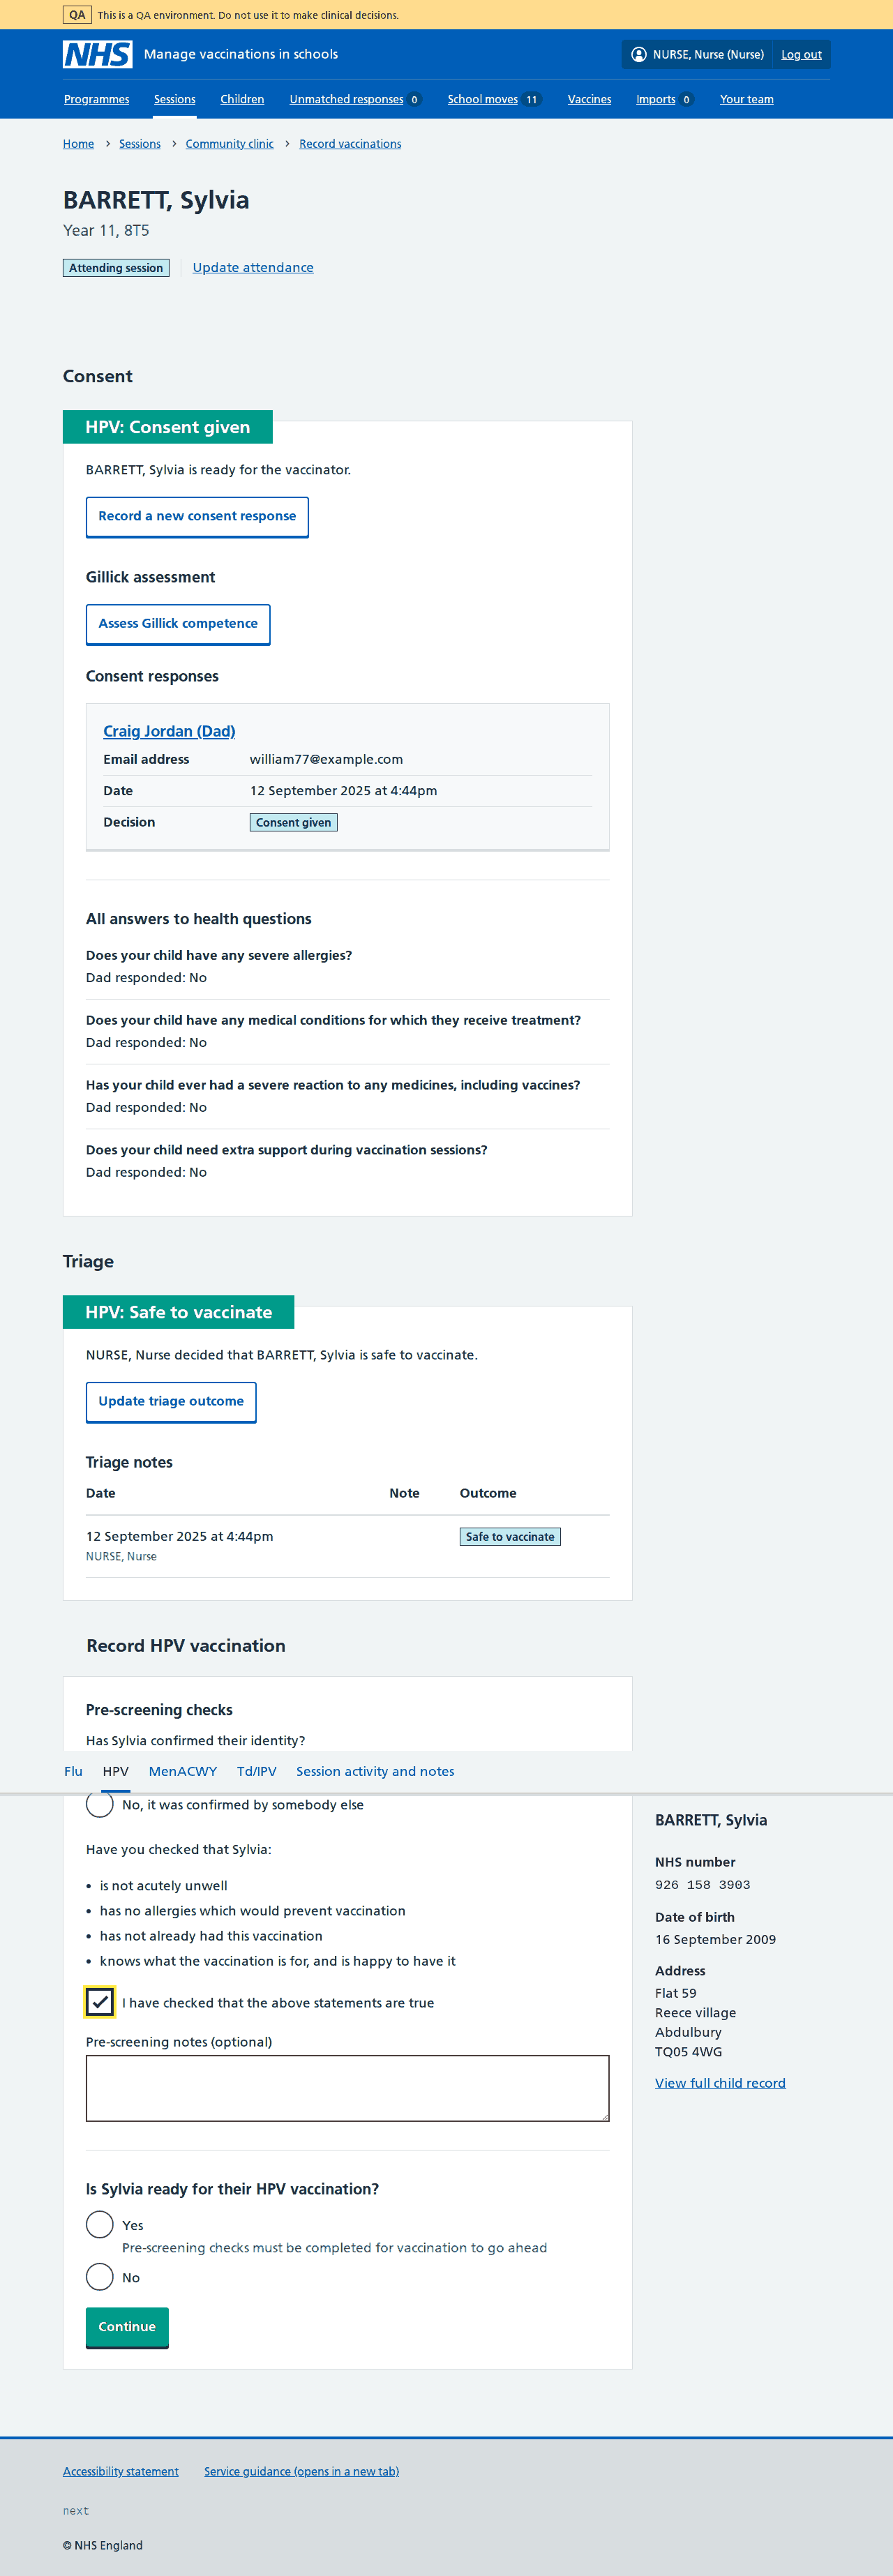 QA This is a QA environment. Do not use it to make clinical decisions.
NHS Manage vaccinations in schools
NURSE, Nurse (Nurse) Log out
Programmes Sessions Children Unmatched responses 0 School moves 11 Vaccines Imports 0 Your team
Home > Sessions > Community clinic > Record vaccinations
BARRETT, Sylvia
Year 11, 8T5
Attending session Update attendance
Consent
HPV: Consent given
BARRETT, Sylvia is ready for the vaccinator.
Record a new consent response
Gillick assessment
Assess Gillick competence
Consent responses
Craig Jordan (Dad)
Email address william77@example.com
Date 12 September 2025 at 4:44pm
Decision Consent given
All answers to health questions
Does your child have any severe allergies?
Dad responded: No
Does your child have any medical conditions for which they receive treatment?
Dad responded: No
Has your child ever had a severe reaction to any medicines, including vaccines?
Dad responded: No
Does your child need extra support during vaccination sessions?
Dad responded: No
Triage
HPV: Safe to vaccinate
NURSE, Nurse decided that BARRETT, Sylvia is safe to vaccinate.
Update triage outcome
Triage notes
Date Note Outcome
12 September 2025 at 4:44pm Safe to vaccinate
NURSE, Nurse
Record HPV vaccination
Pre-screening checks
Has Sylvia confirmed their identity?
Flu HPV MenACWY Td/IPV Session activity and notes
No, it was confirmed by somebody else
Have you checked that Sylvia:
• is not acutely unwell
• has no allergies which would prevent vaccination
• has not already had this vaccination
• knows what the vaccination is for, and is happy to have it
I have checked that the above statements are true
Pre-screening notes (optional)
Is Sylvia ready for their HPV vaccination?
Yes
Pre-screening checks must be completed for vaccination to go ahead
No
Continue
BARRETT, Sylvia
NHS number
926 158 3903
Date of birth
16 September 2009
Address
Flat 59
Reece village
Abdulbury
TQ05 4WG
View full child record
Accessibility statement Service guidance (opens in a new tab)
next
© NHS England